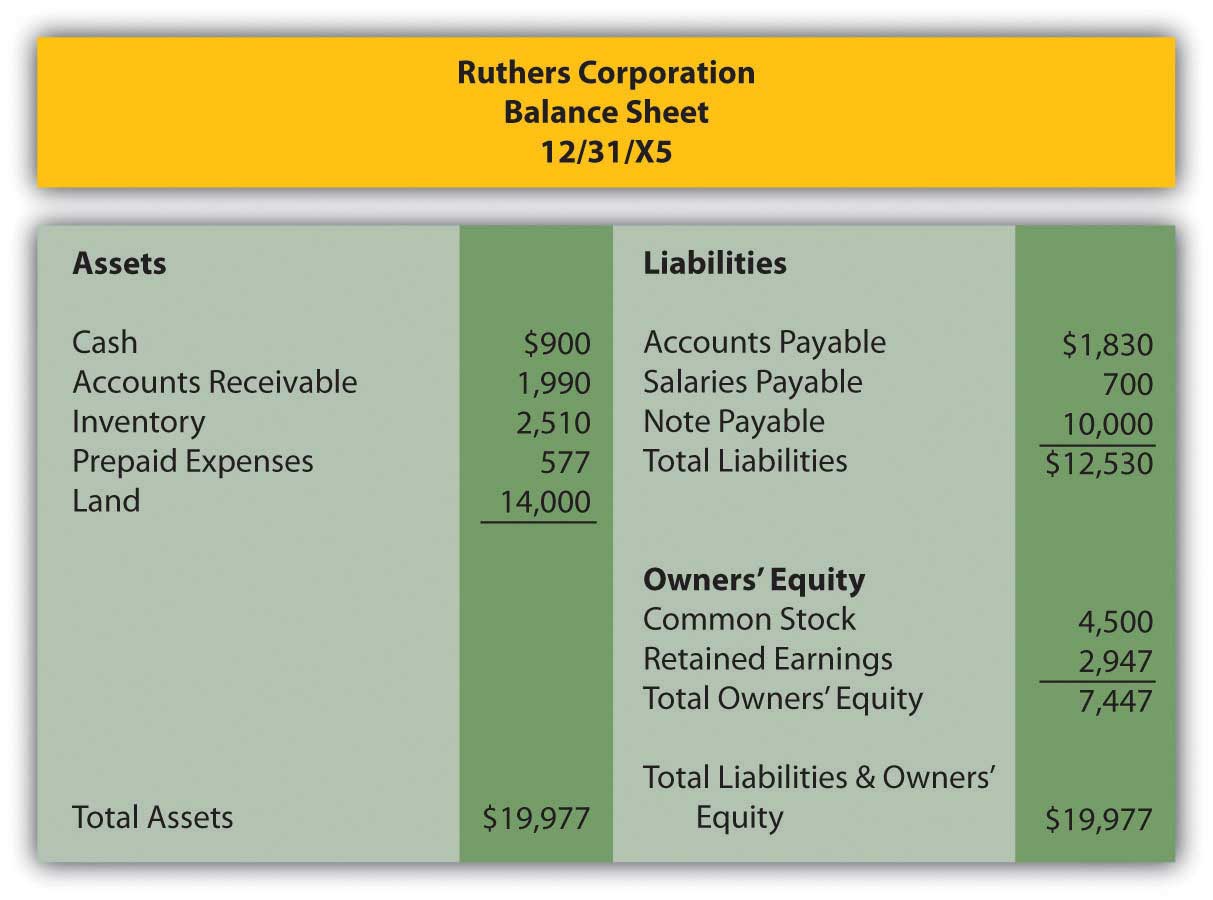 Ruthers Corporation
Balance Sheet
12/31/X5
Assets
Cash $900
Accounts Receivable 1,990
Inventory 2,510
Prepaid Expenses 577
Land 14,000
Total Assets $19,977
Liabilities
Accounts Payable $1,830
Salaries Payable 700
Note Payable 10,000
Total Liabilities $12,530
Owners’ Equity
Common Stock 4,500
Retained Earnings 2,947
Total Owners’ Equity 7,447
Total Liabilities & Owners’
Equity $19,977